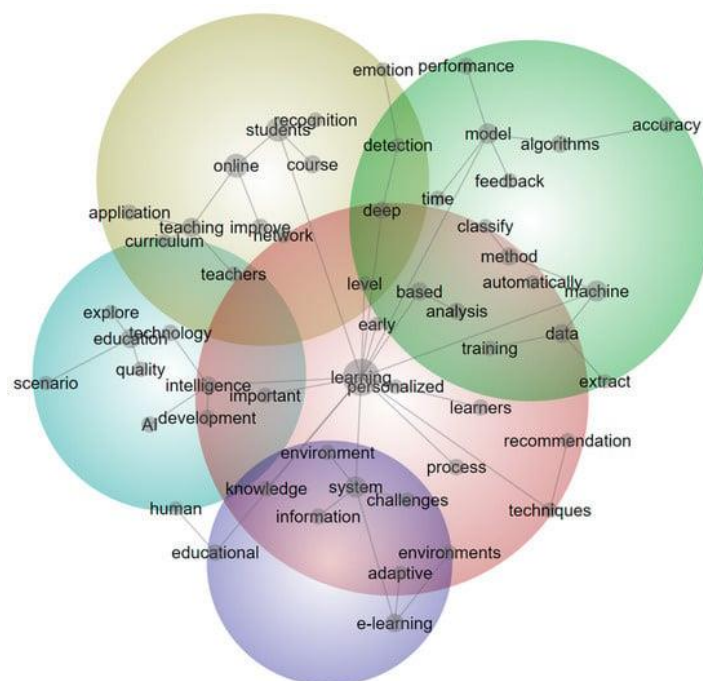 emotion
performance
recognition
students
model
accuracy
detection
algorithms
online
course
feedback
application
time
deep
teaching
improve
classify
curriculum
network
method
teachers
level
based
automatically
machine
explore
analysis
early
education
technology
data
quality
training
scenario
intelligence
learning
personalized
important
extract
AI
development
learners
recommendation
environment
process
knowledge
system
challenges
human
information
techniques
educational
environments
adaptive
e-learning